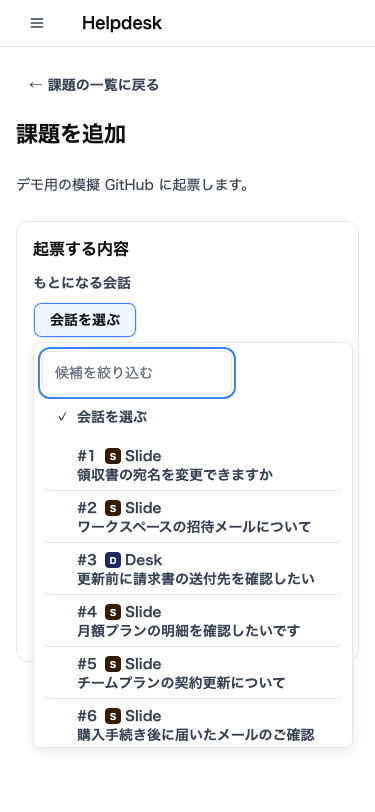 Helpdesk
← 課題の一覧に戻る
課題を追加
デモ用の模擬 GitHub に起票します。
起票する内容
もとになる会話
会話を選ぶ
候補を絞り込む
✓ 会話を選ぶ
#1 S Slide
領収書の宛名を変更できますか
#2 S Slide
ワークスペースの招待メールについて
#3 D Desk
更新前に請求書の送付先を確認したい
#4 S Slide
月額プランの明細を確認したいです
#5 S Slide
チームプランの契約更新について
#6 S Slide
購入手続き後に届いたメールのご確認